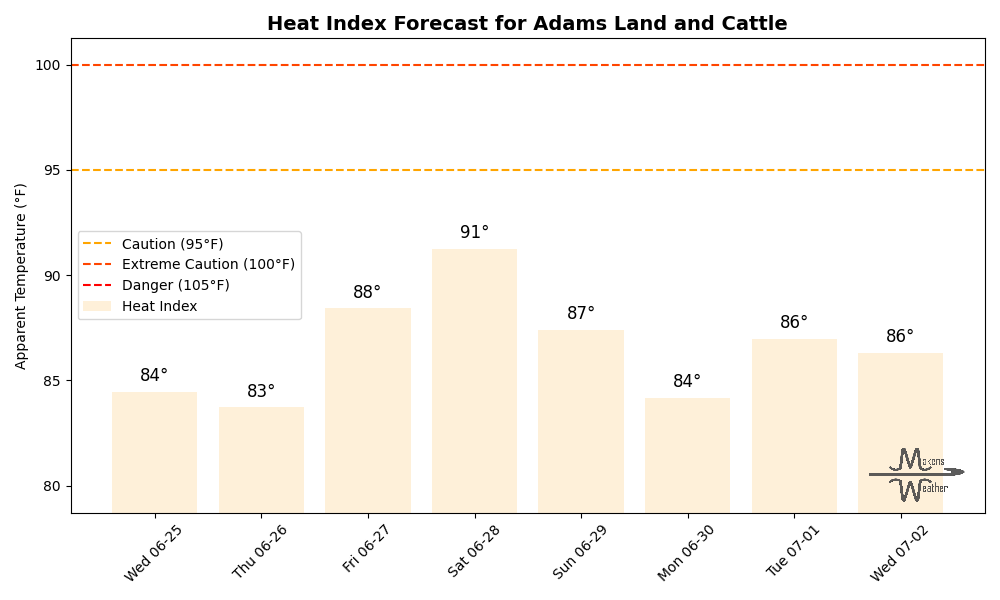 Heat Index Forecast for Adams Land and Cattle
Apparent Temperature (°F)
100
95
90
85
80
Caution (95°F)
Extreme Caution (100°F)
Danger (105°F)
Heat Index
84°
83°
88°
91°
87°
84°
86°
86°
Wed 06-25
Thu 06-26
Fri 06-27
Sat 06-28
Sun 06-29
Mon 06-30
Tue 07-01
Wed 07-02